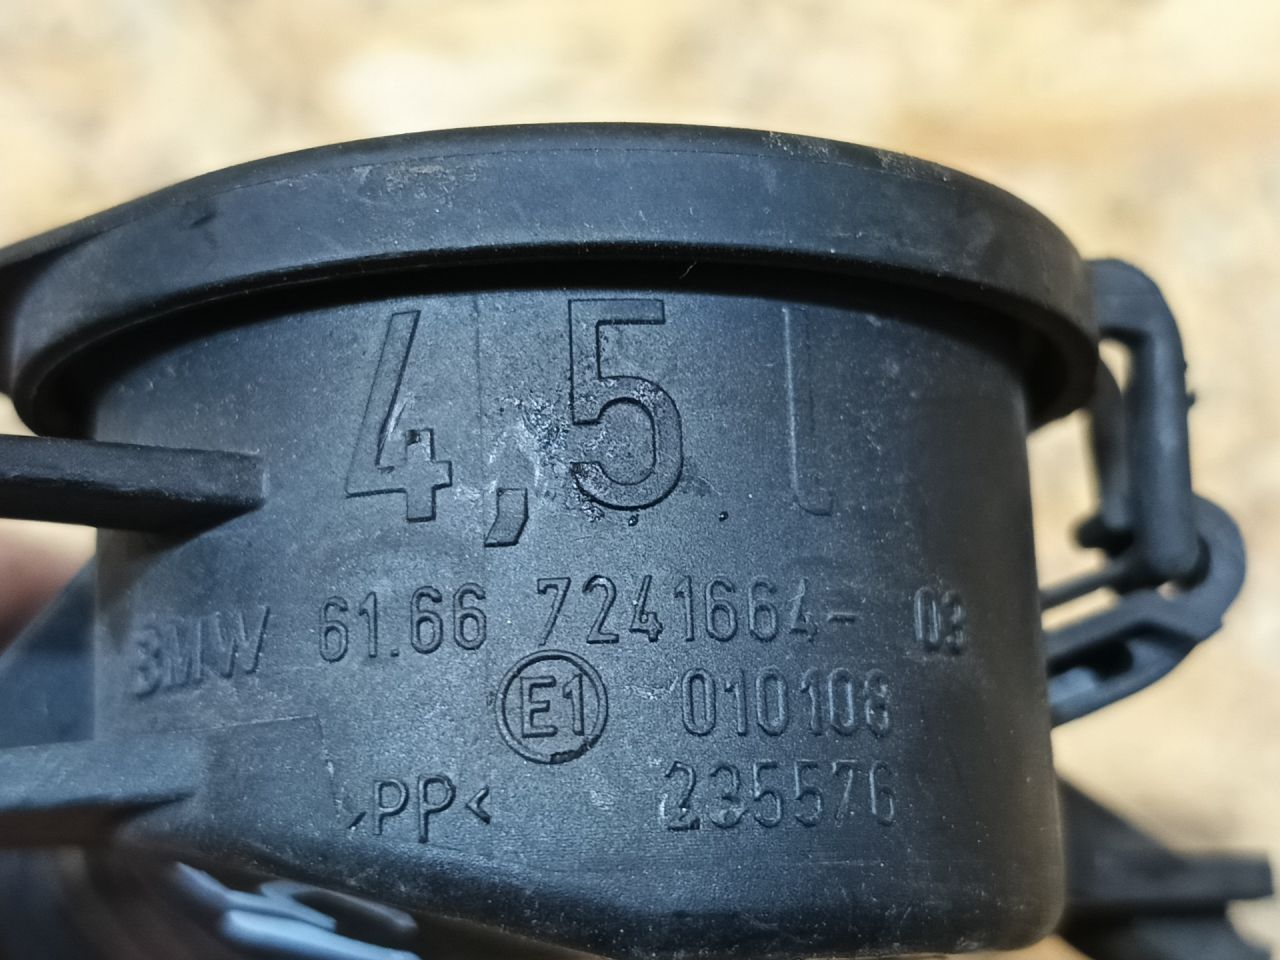 4,5 l
BMW 61.66 7241664- 03
E1 010108
>PP< 235576